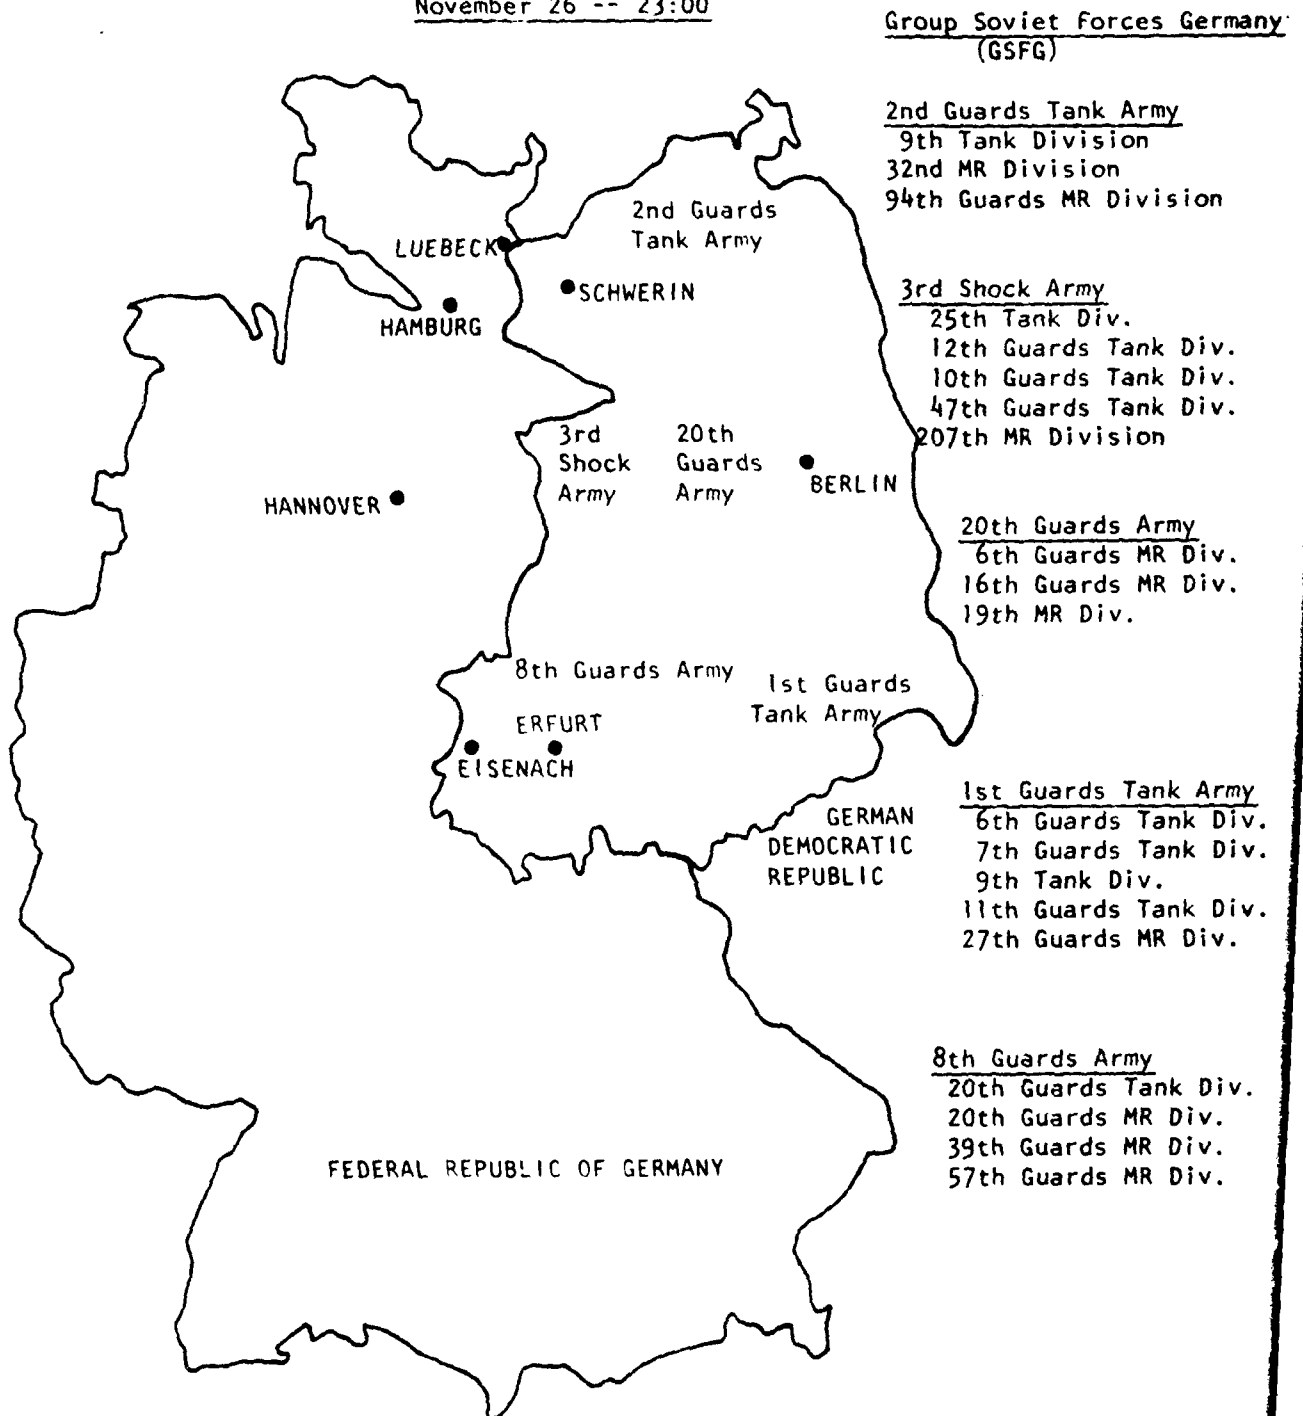 November 26 -- 23:00
Group Soviet Forces Germany
(GSFG)
2nd Guards Tank Army
9th Tank Division
32nd MR Division
94th Guards MR Division
3rd Shock Army
25th Tank Div.
12th Guards Tank Div.
10th Guards Tank Div.
47th Guards Tank Div.
207th MR Division
20th Guards Army
6th Guards MR Div.
16th Guards MR Div.
19th MR Div.
1st Guards Tank Army
6th Guards Tank Div.
7th Guards Tank Div.
9th Tank Div.
11th Guards Tank Div.
27th Guards MR Div.
8th Guards Army
20th Guards Tank Div.
20th Guards MR Div.
39th Guards MR Div.
57th Guards MR Div.
2nd Guards
Tank Army
LUEBECK
SCHWERIN
HAMBURG
3rd
Shock
Army
20th
Guards
Army
BERLIN
HANNOVER
8th Guards Army
1st Guards
Tank Army
ERFURT
EISENACH
GERMAN
DEMOCRATIC
REPUBLIC
FEDERAL REPUBLIC OF GERMANY